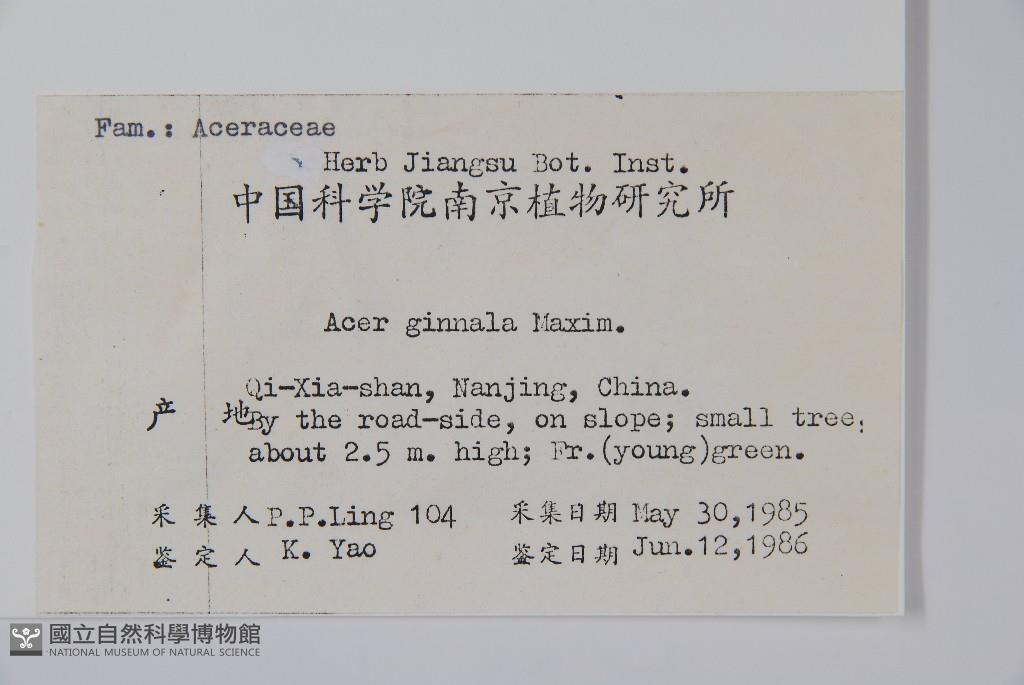 Fam.: Aceraceae
Herb Jiangsu Bot. Inst.
中国科学院南京植物研究所
Acer ginnala Maxim.
Qi-Xia-shan, Nanjing, China.
产 地 By the road-side, on slope; small tree,
about 2.5 m. high; Fr.(young)green.
采 集 人 P.P.Ling 104 采集日期 May 30,1985
鉴 定 人 K. Yao 鉴定日期 Jun.12,1986
國立自然科學博物館
NATIONAL MUSEUM OF NATURAL SCIENCE